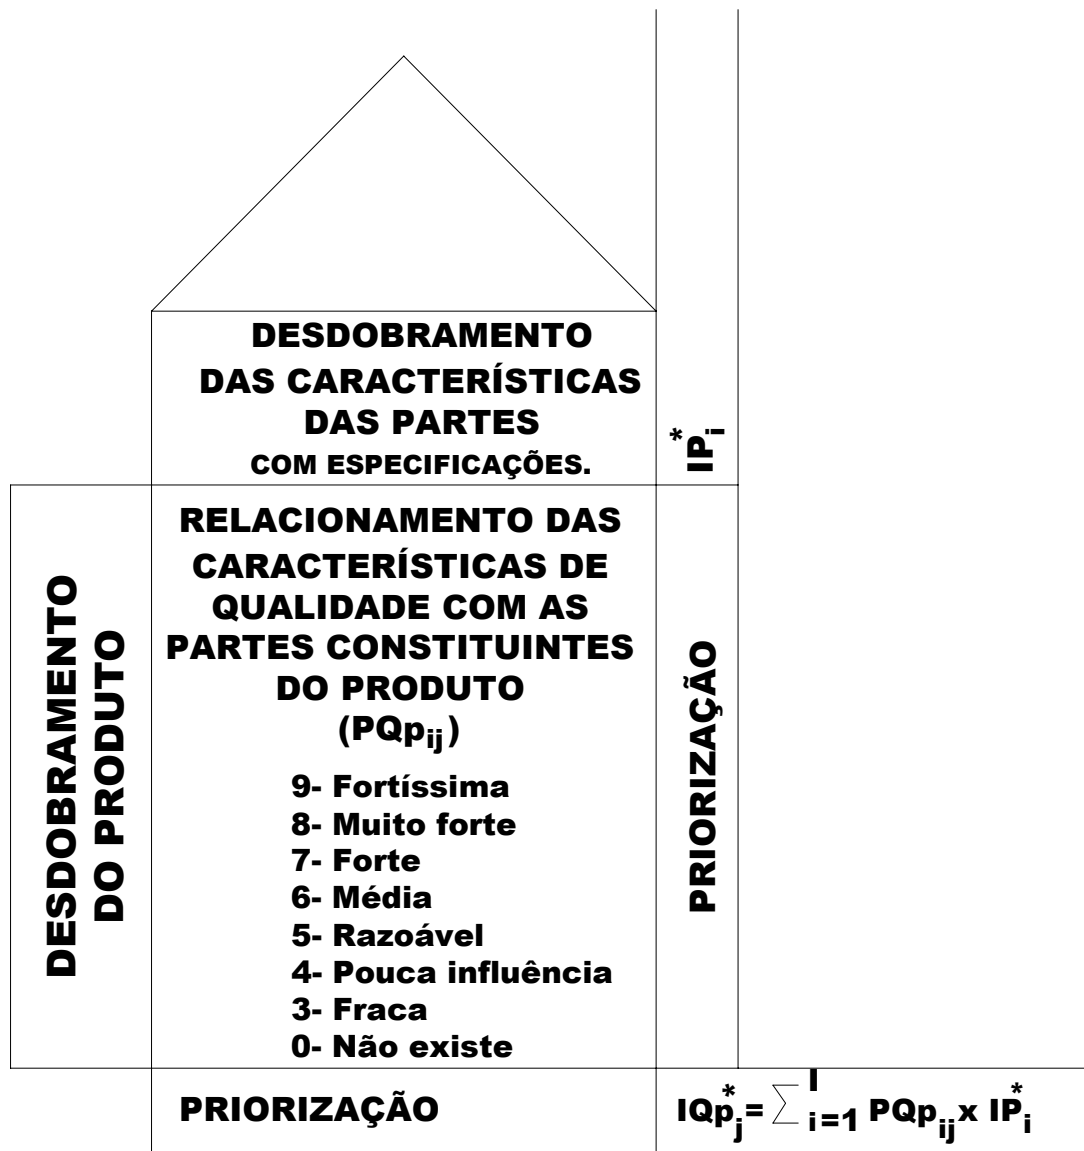 DESDOBRAMENTO
DAS CARACTERÍSTICAS
DAS PARTES
COM ESPECIFICAÇÕES.
IP*i
DESDOBRAMENTO
DO PRODUTO
RELACIONAMENTO DAS
CARACTERÍSTICAS DE
QUALIDADE COM AS
PARTES CONSTITUINTES
DO PRODUTO
(PQpij)
9- Fortíssima
8- Muito forte
7- Forte
6- Média
5- Razoável
4- Pouca influência
3- Fraca
0- Não existe
PRIORIZAÇÃO
PRIORIZAÇÃO
IQp*j = ∑ I i=1 PQpij x IP*i